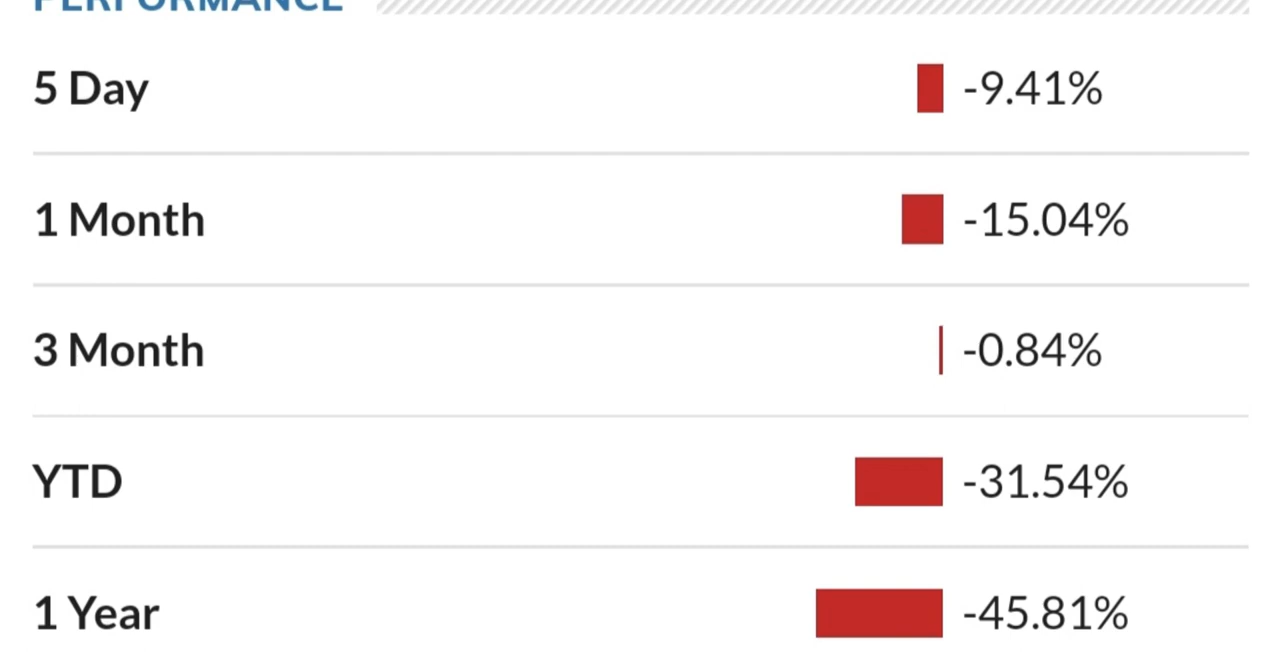 PERFORMANCE
5 Day -9.41%
1 Month -15.04%
3 Month -0.84%
YTD -31.54%
1 Year -45.81%